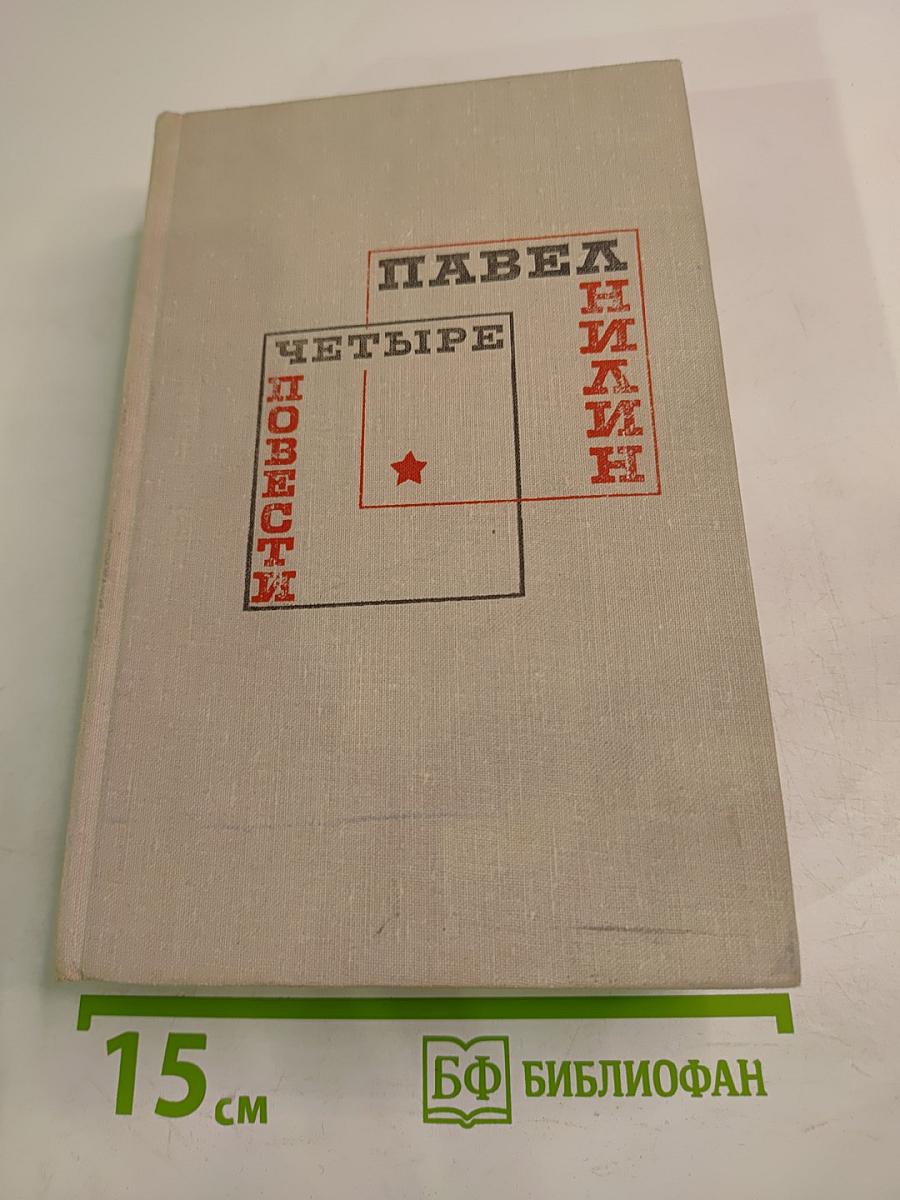 ПАВЕЛ
НИЛИН
ЧЕТЫРЕ
ПОВЕСТИ
15 см
БФ БИБЛИОФАН